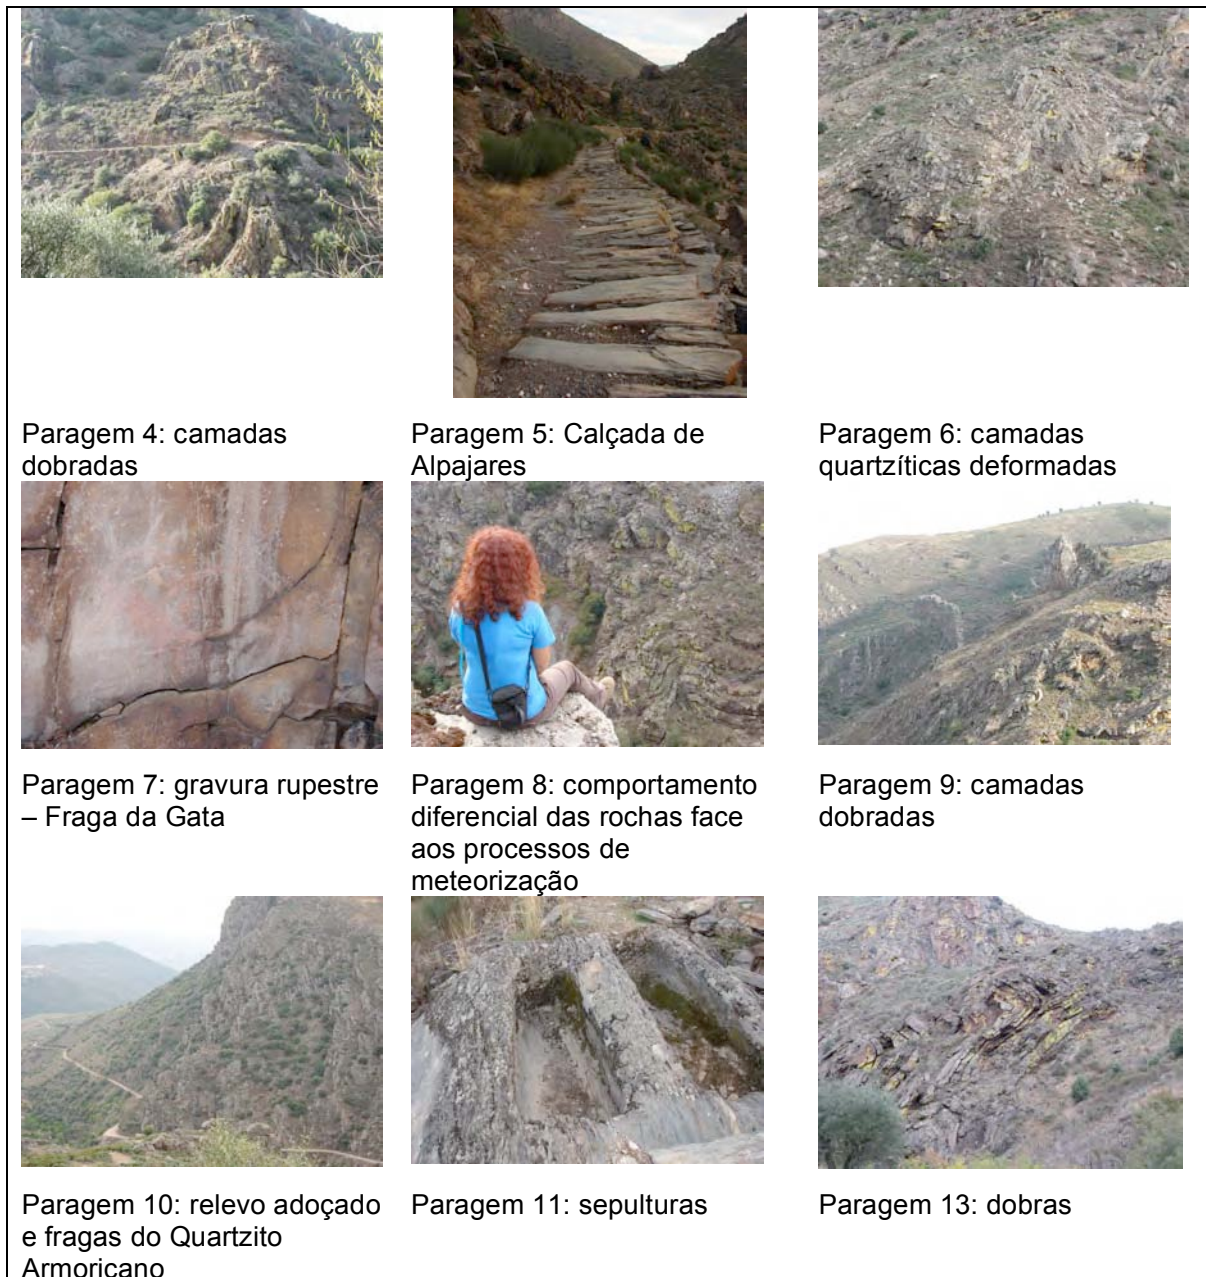 Paragem 4: camadas
dobradas
Paragem 5: Calçada de
Alpajares
Paragem 6: camadas
quartzíticas deformadas
Paragem 7: gravura rupestre
– Fraga da Gata
Paragem 8: comportamento
diferencial das rochas face
aos processos de
meteorização
Paragem 9: camadas
dobradas
Paragem 10: relevo adoçado
e fragas do Quartzito
Armoricano
Paragem 11: sepulturas
Paragem 13: dobras